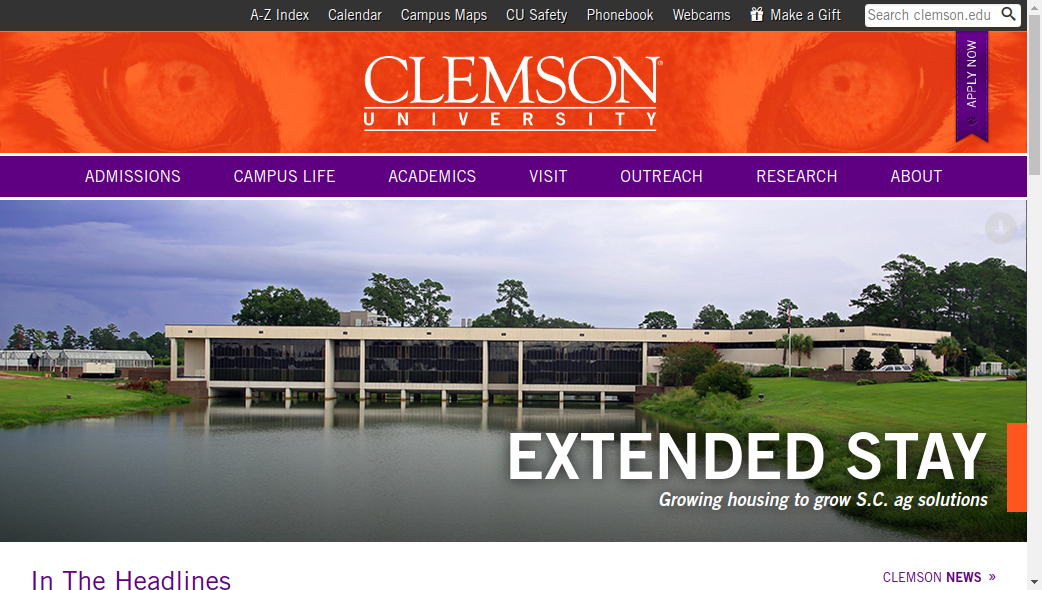 A-Z Index Calendar Campus Maps CU Safety Phonebook Webcams Make a Gift Search clemson.edu
CLEMSON®
UNIVERSITY
APPLY NOW
ADMISSIONS CAMPUS LIFE ACADEMICS VISIT OUTREACH RESEARCH ABOUT
EXTENDED STAY
Growing housing to grow S.C. ag solutions
In The Headlines
CLEMSON NEWS »